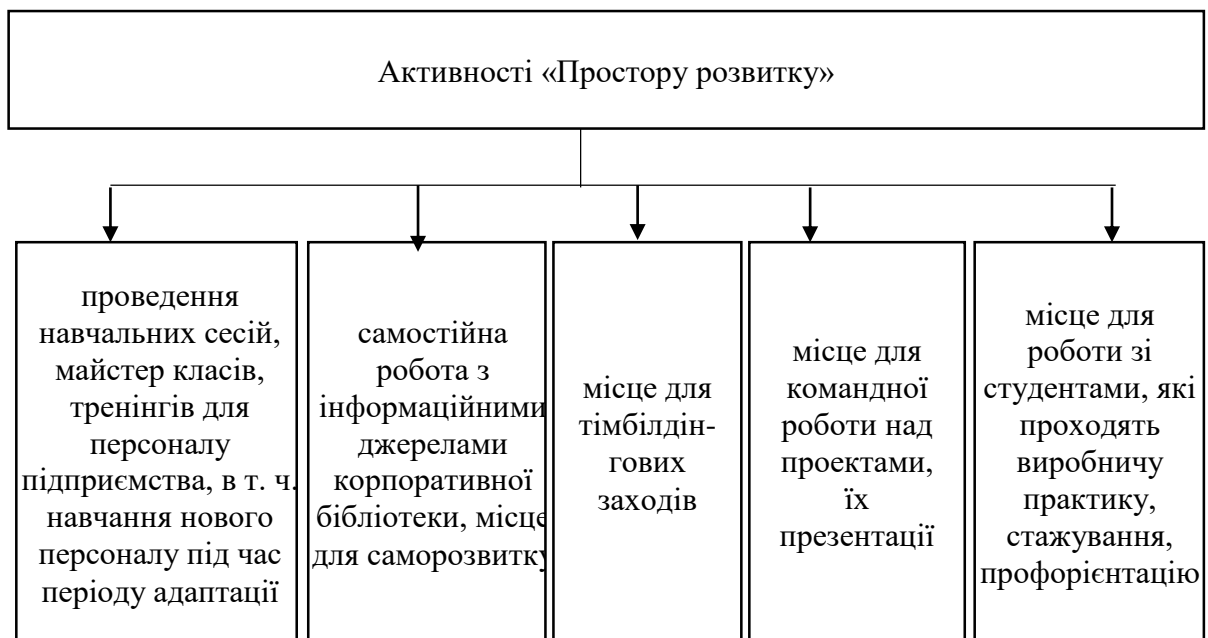 Активності «Простору розвитку»
проведення
навчальних сесій,
майстер класів,
тренінгів для
персоналу
підприємства, в т. ч.
навчання нового
персоналу під час
періоду адаптації
самостійна
робота з
інформаційними
джерелами
корпоративної
бібліотеки, місце
для саморозвитку
місце для
тімбілдін-
гових
заходів
місце для
командної
роботи над
проектами,
їх
презентації
місце для
роботи зі
студентами, які
проходять
виробничу
практику,
стажування,
профорієнтацію